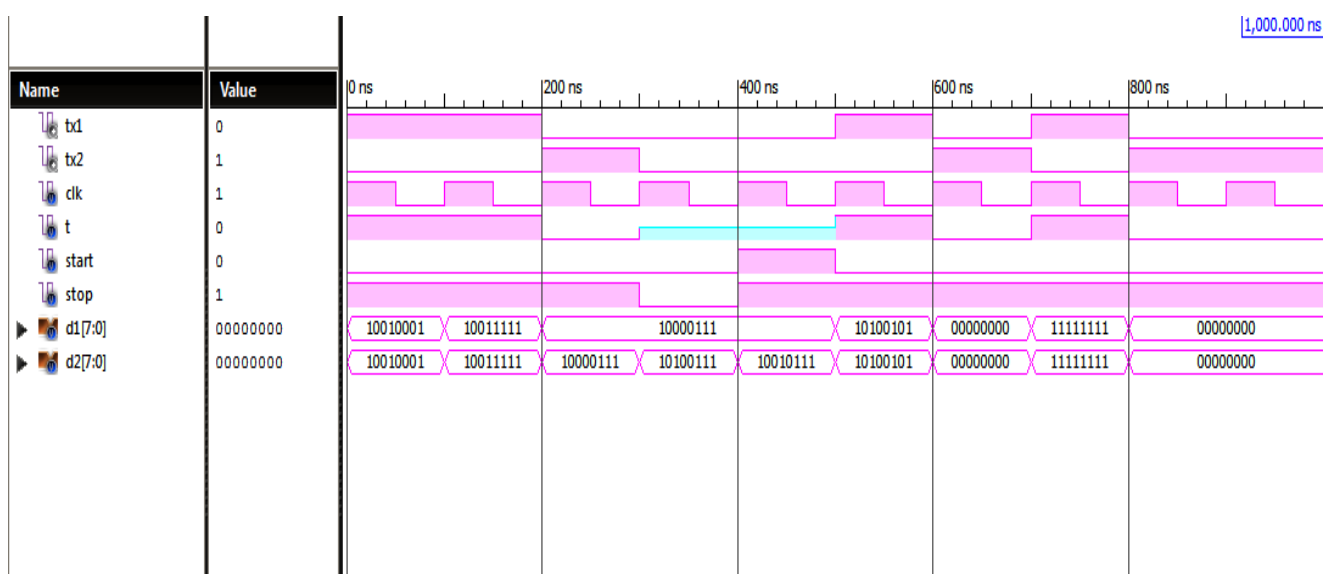 1,000.000 ns
Name Value 0 ns 200 ns 400 ns 600 ns 800 ns
tx1 0
tx2 1
clk 1
t 0
start 0
stop 1
d1[7:0] 00000000 10010001 10011111 10000111 10100101 00000000 11111111 00000000
d2[7:0] 00000000 10010001 10011111 10000111 10100111 10010111 10100101 00000000 11111111 00000000